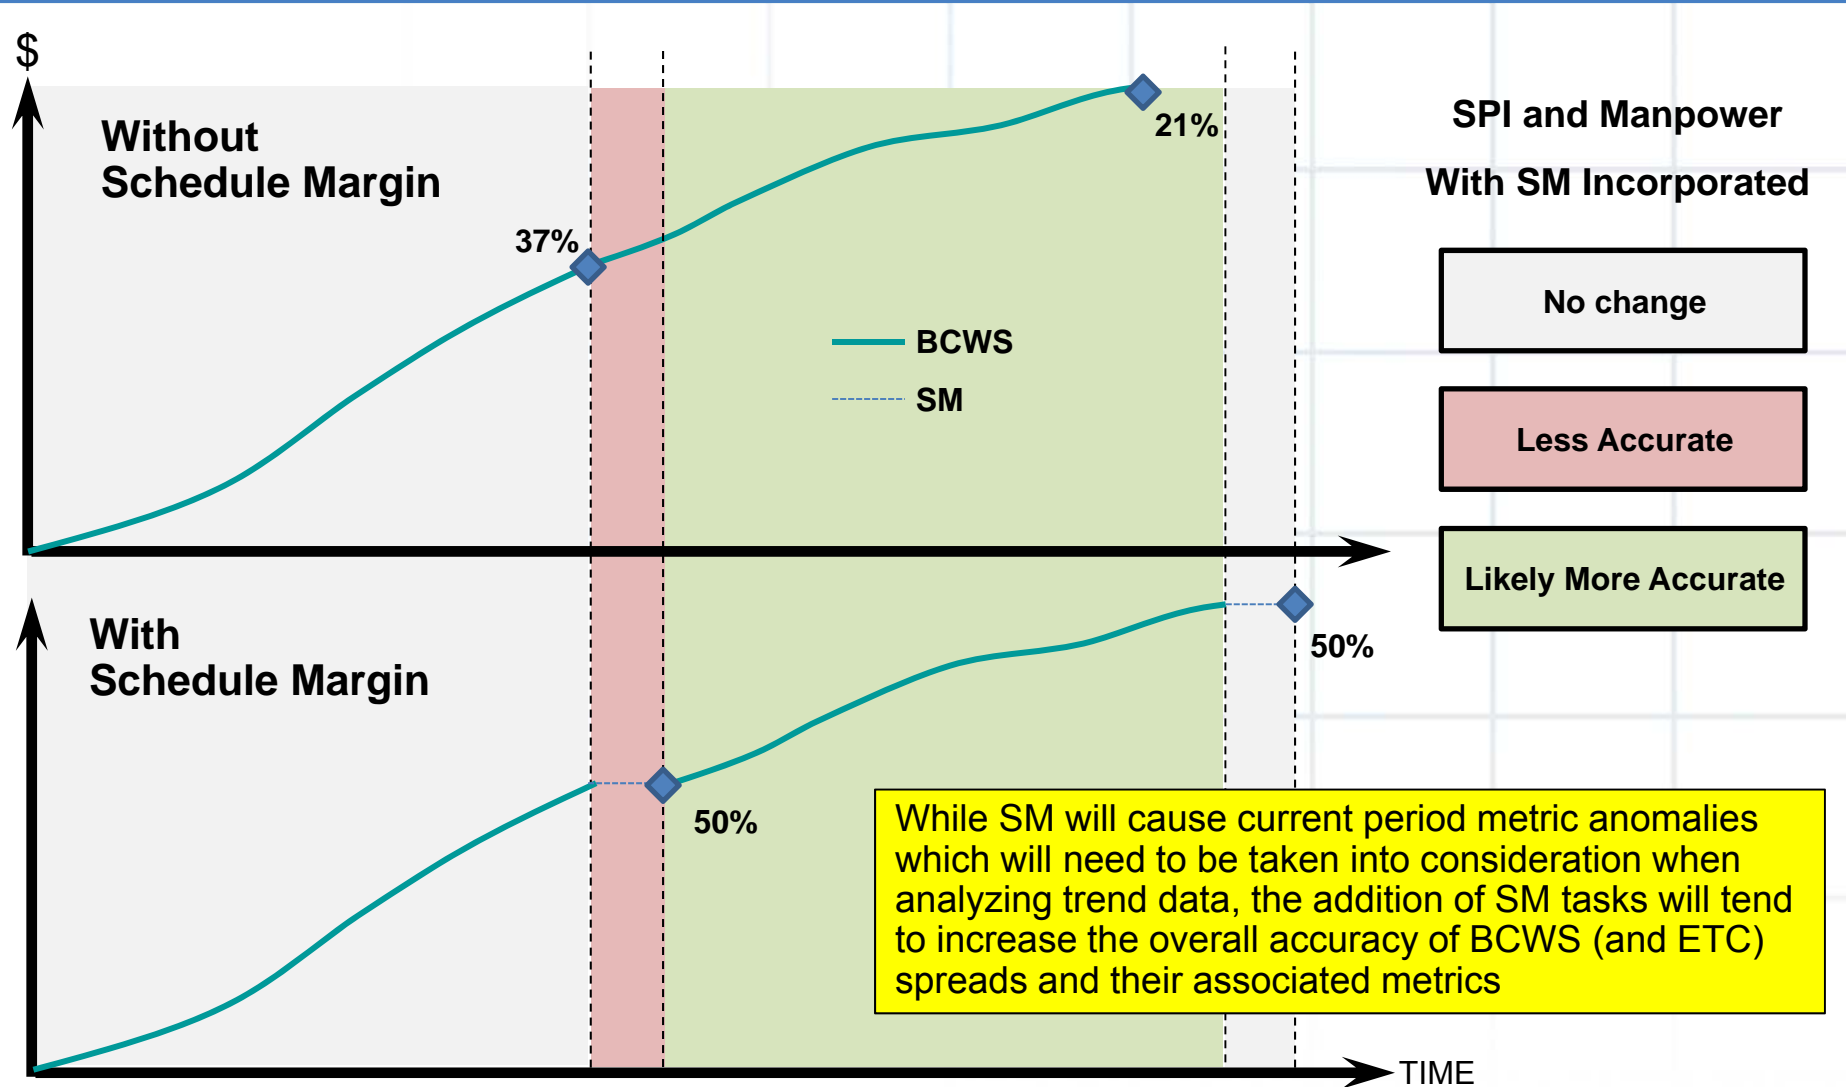 $
Without
Schedule Margin
37%
21%
BCWS
SM
SPI and Manpower
With SM Incorporated
No change
Less Accurate
Likely More Accurate
With
Schedule Margin
50%
50%
While SM will cause current period metric anomalies
which will need to be taken into consideration when
analyzing trend data, the addition of SM tasks will tend
to increase the overall accuracy of BCWS (and ETC)
spreads and their associated metrics
TIME